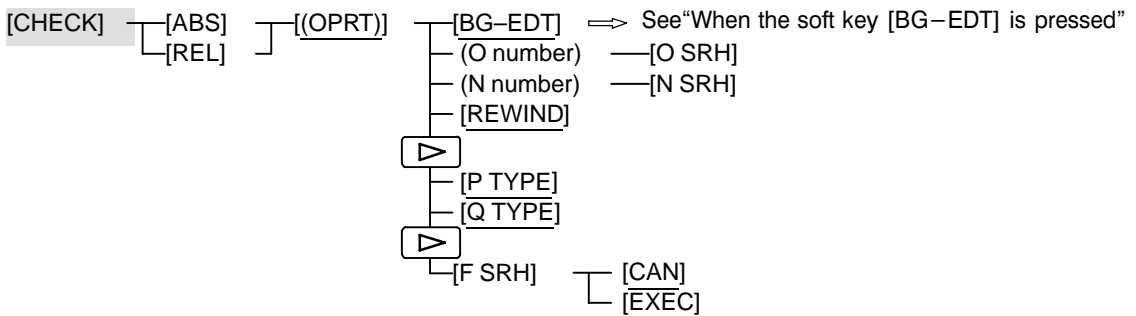 [CHECK] [ABS] [(OPRT)] [BG–EDT] See“When the soft key [BG–EDT] is pressed”
[REL] (O number) [O SRH]
(N number) [N SRH]
[REWIND]
[P TYPE]
[Q TYPE]
[F SRH] [CAN]
[EXEC]